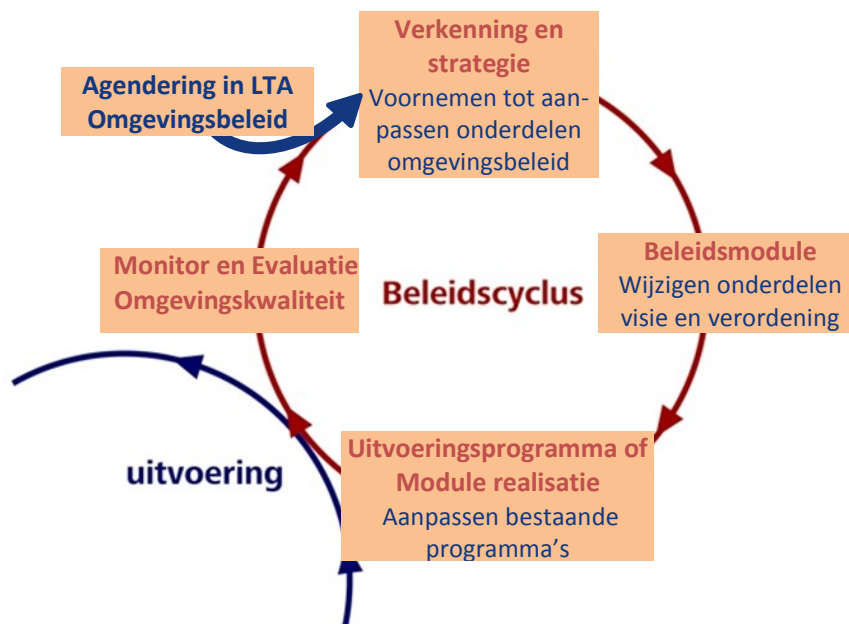 Verkenning en
strategie
Voornemen tot aan-
passen onderdelen
omgevingsbeleid
Agendering in LTA
Omgevingsbeleid
Monitor en Evaluatie
Omgevingskwaliteit
Beleidscyclus
Beleidsmodule
Wijzigen onderdelen
visie en verordening
uitvoering
Uitvoeringsprogramma of
Module realisatie
Aanpassen bestaande
programma's